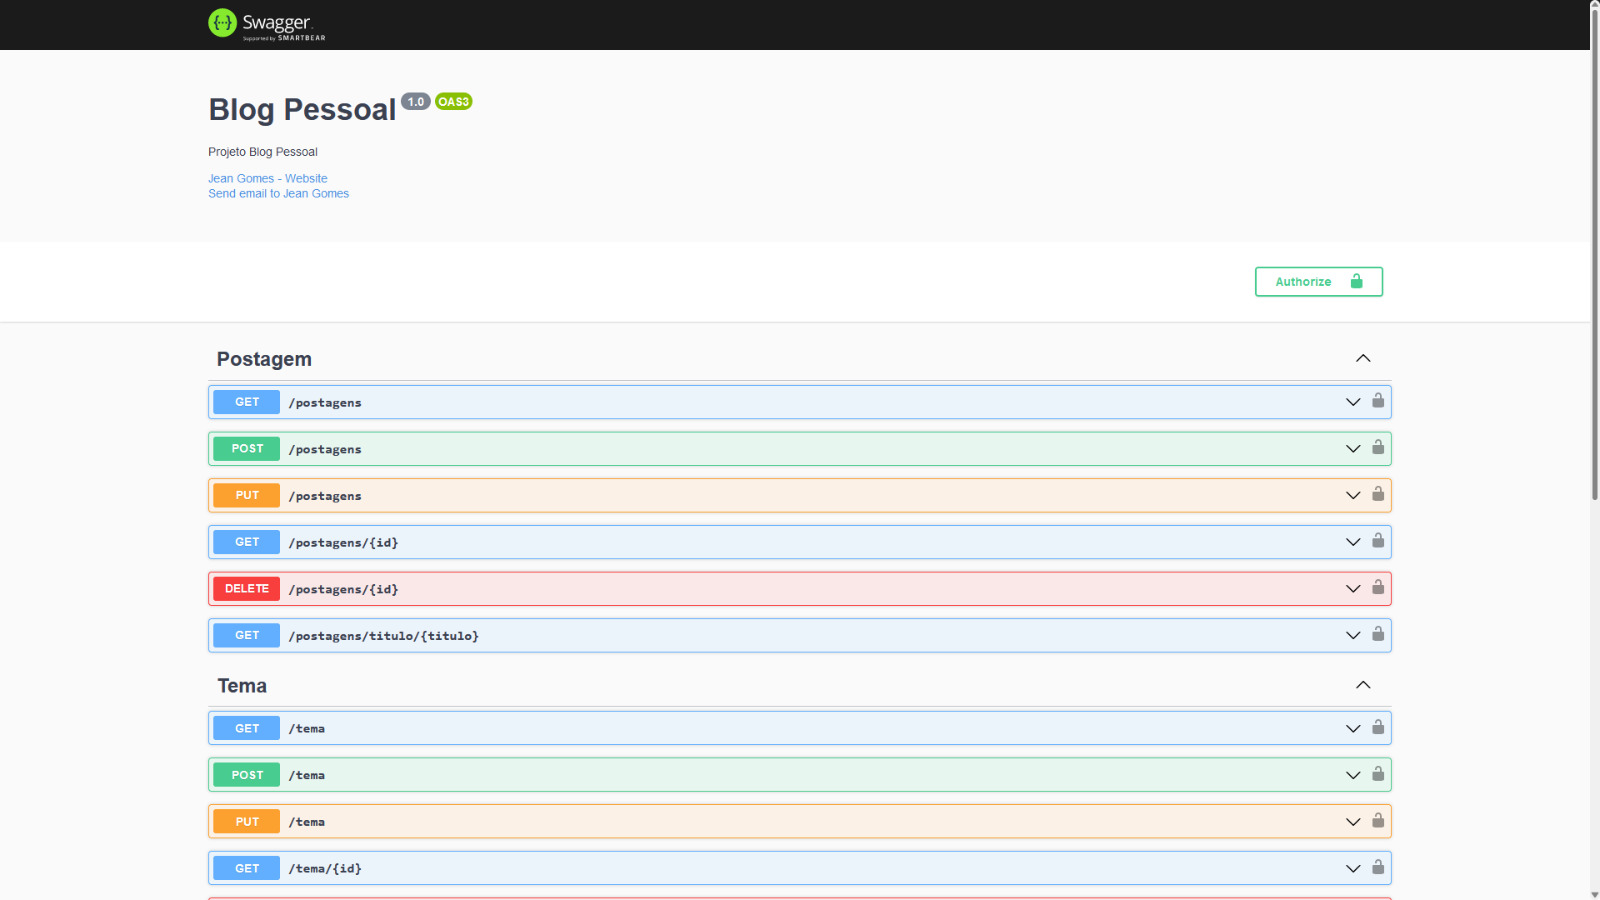 Swagger.
Supported by SMARTBEAR
Blog Pessoal 1.0 OAS3
Projeto Blog Pessoal
Jean Gomes - Website
Send email to Jean Gomes
Authorize
Postagem
GET /postagens
POST /postagens
PUT /postagens
GET /postagens/{id}
DELETE /postagens/{id}
GET /postagens/titulo/{titulo}
Tema
GET /tema
POST /tema
PUT /tema
GET /tema/{id}